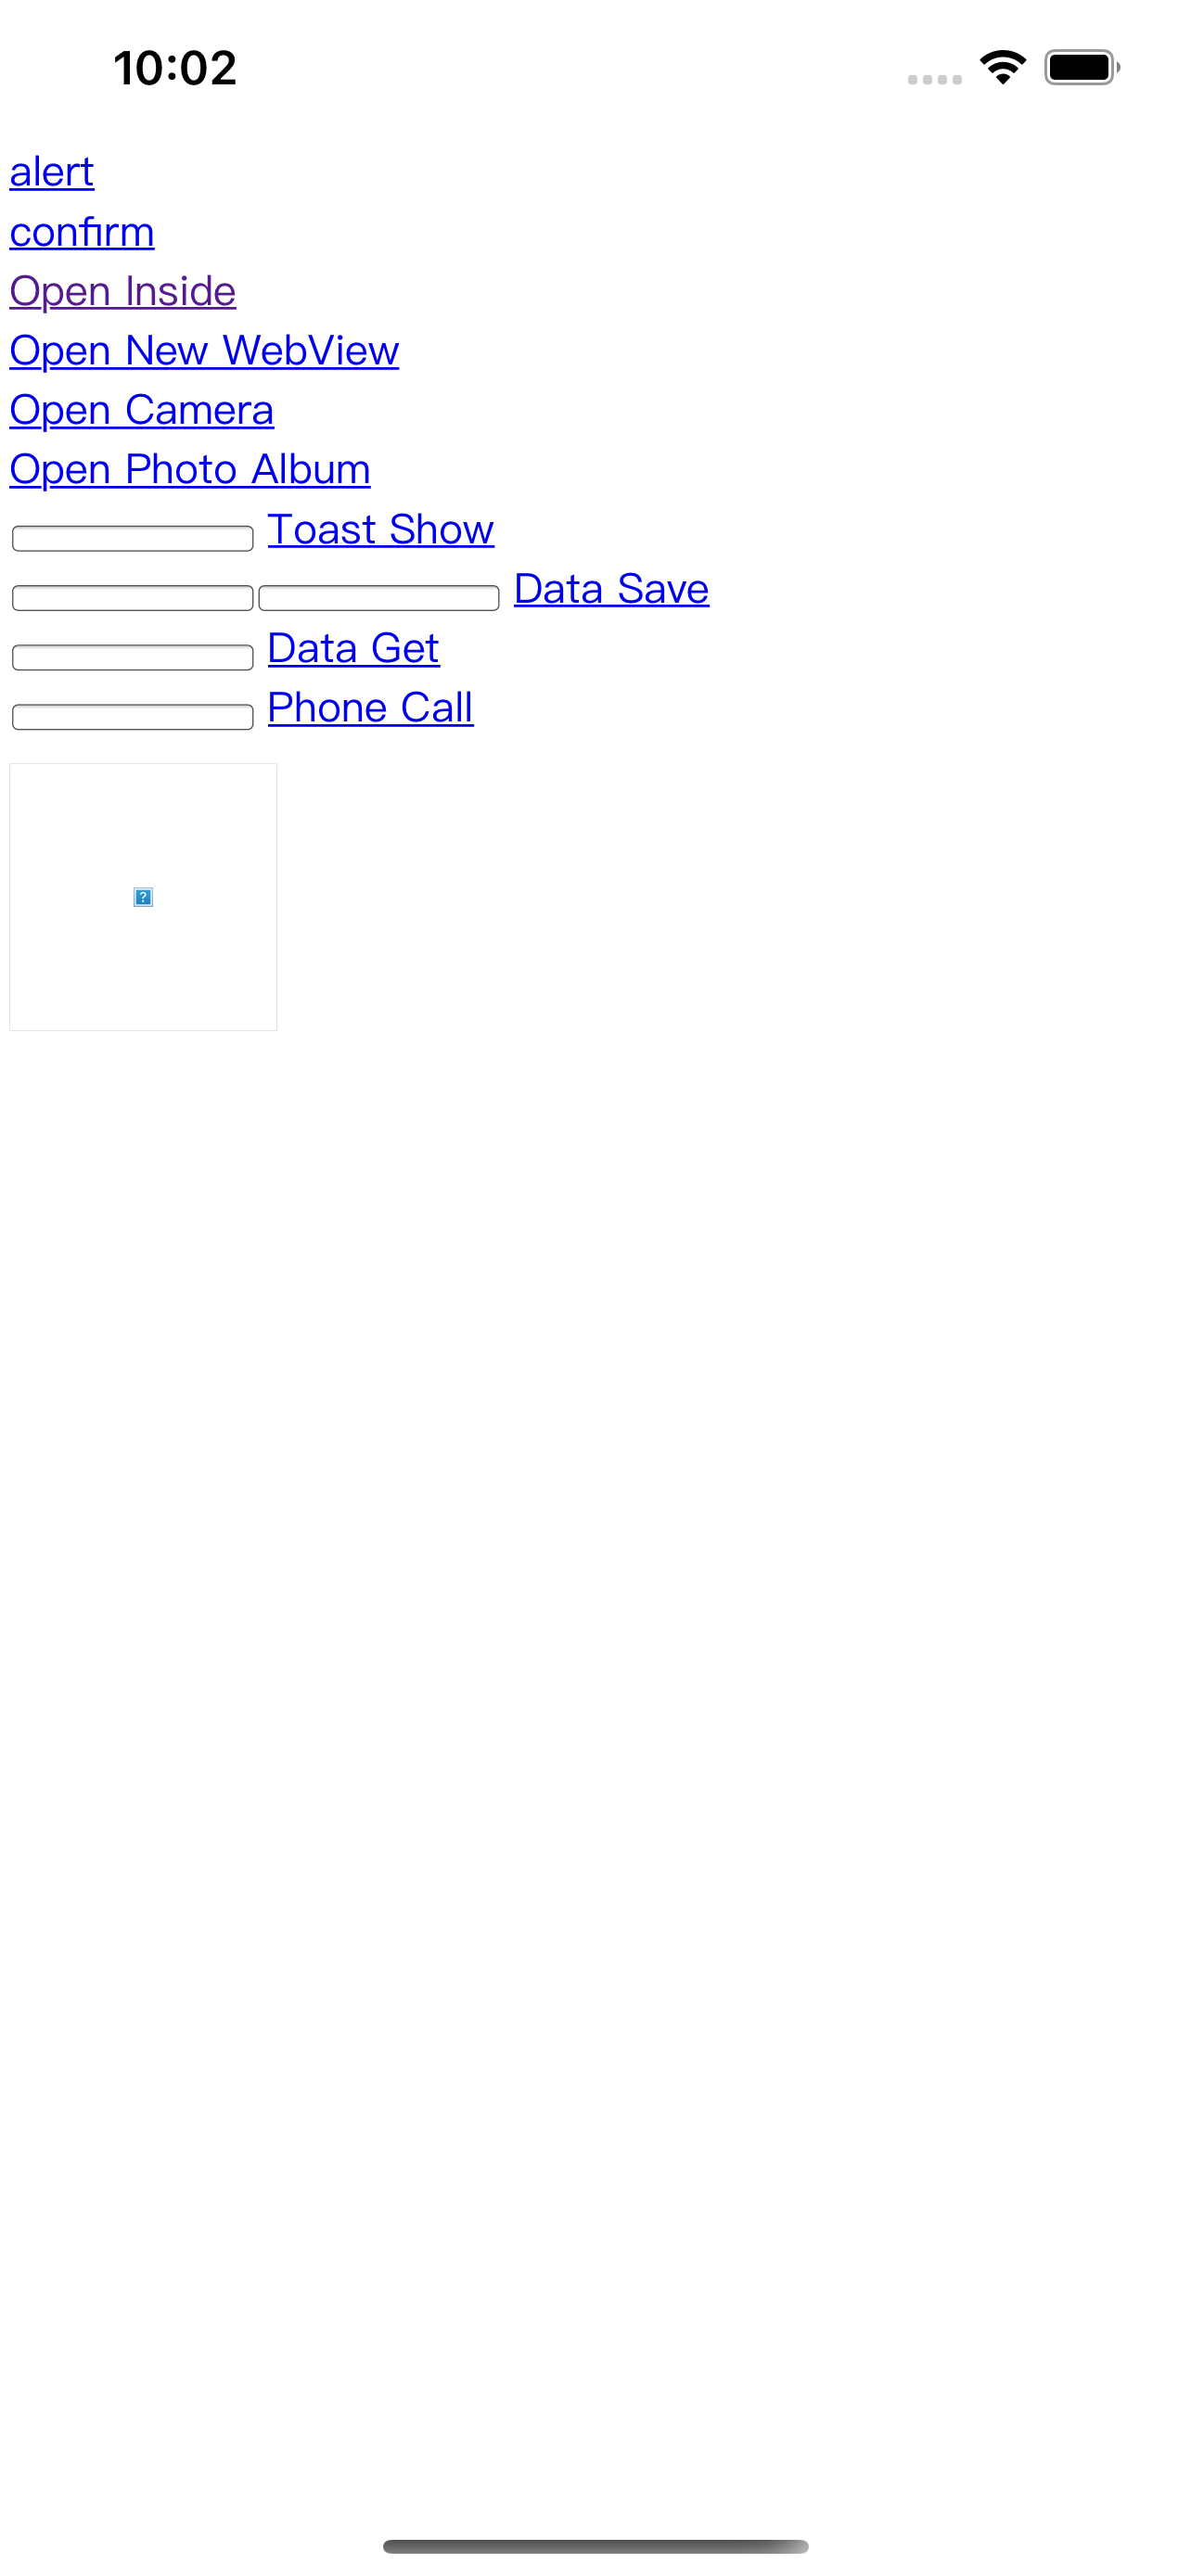 10:02
alert
confirm
Open Inside
Open New WebView
Open Camera
Open Photo Album
Toast Show
Data Save
Data Get
Phone Call
?